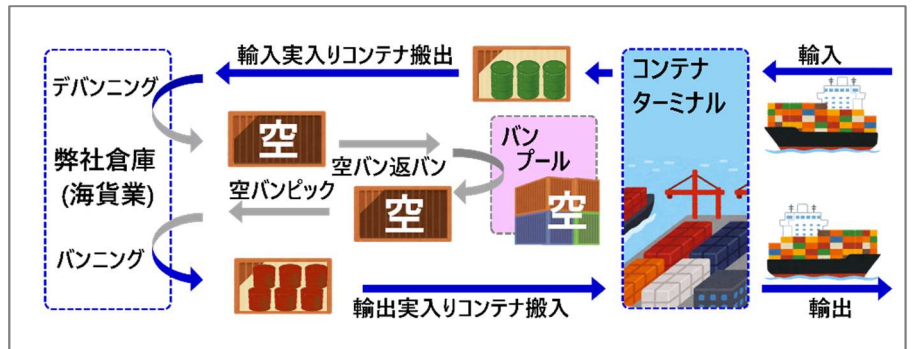 輸入実入りコンテナ搬出
輸入
コンテナ
ターミナル
デバンニング
空
バン
プール
弊社倉庫
(海貨業)
空バン返バン
空バンピック
空
空
バンニング
輸出実入りコンテナ搬入
輸出